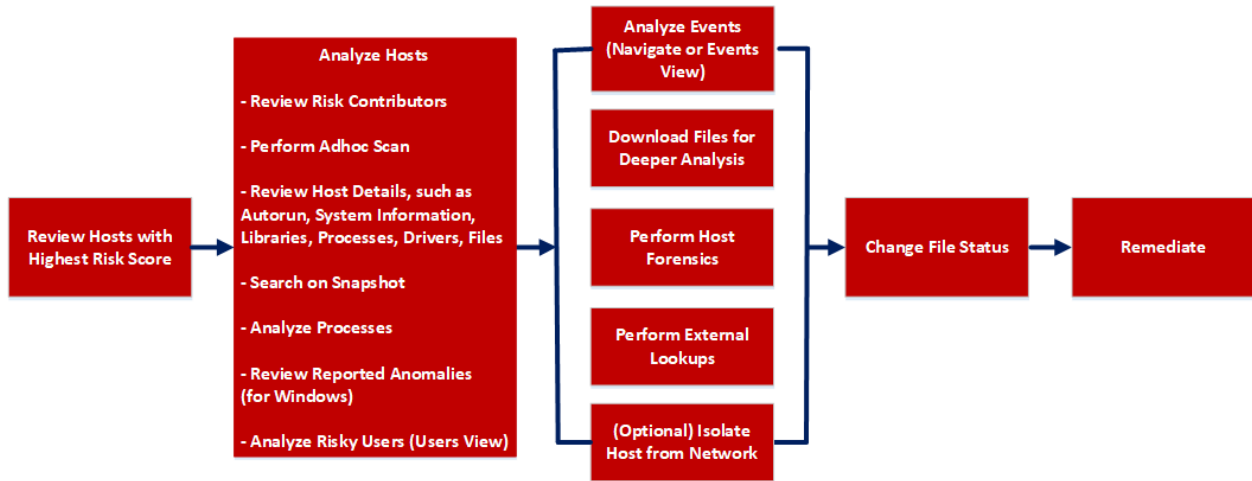 Review Hosts with
Highest Risk Score
Analyze Hosts
- Review Risk Contributors
- Perform Adhoc Scan
- Review Host Details, such as
Autorun, System Information,
Libraries, Processes, Drivers, Files
- Search on Snapshot
- Analyze Processes
- Review Reported Anomalies
(for Windows)
- Analyze Risky Users (Users View)
Analyze Events
(Navigate or Events
View)
Download Files for
Deeper Analysis
Perform Host
Forensics
Perform External
Lookups
(Optional) Isolate
Host from Network
Change File Status
Remediate